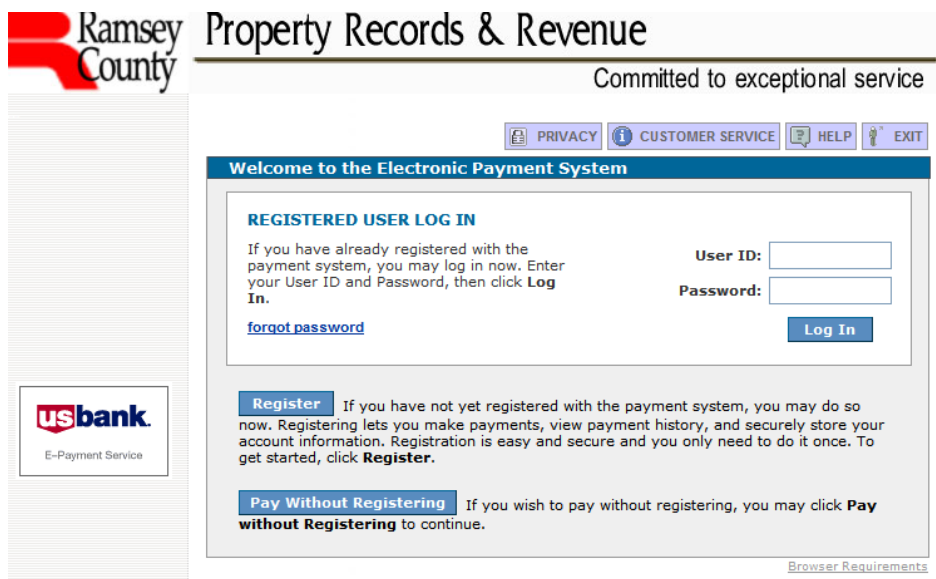 Ramsey
County
Property Records & Revenue
Committed to exceptional service
PRIVACY
CUSTOMER SERVICE
HELP
EXIT
Welcome to the Electronic Payment System
REGISTERED USER LOG IN
If you have already registered with the
payment system, you may log in now. Enter
your User ID and Password, then click Log
In.
forgot password
User ID:
Password:
Log In
usbank.
E-Payment Service
Register If you have not yet registered with the payment system, you may do so
now. Registering lets you make payments, view payment history, and securely store your
account information. Registration is easy and secure and you only need to do it once. To
get started, click Register.
Pay Without Registering If you wish to pay without registering, you may click Pay
without Registering to continue.
Browser Requirements